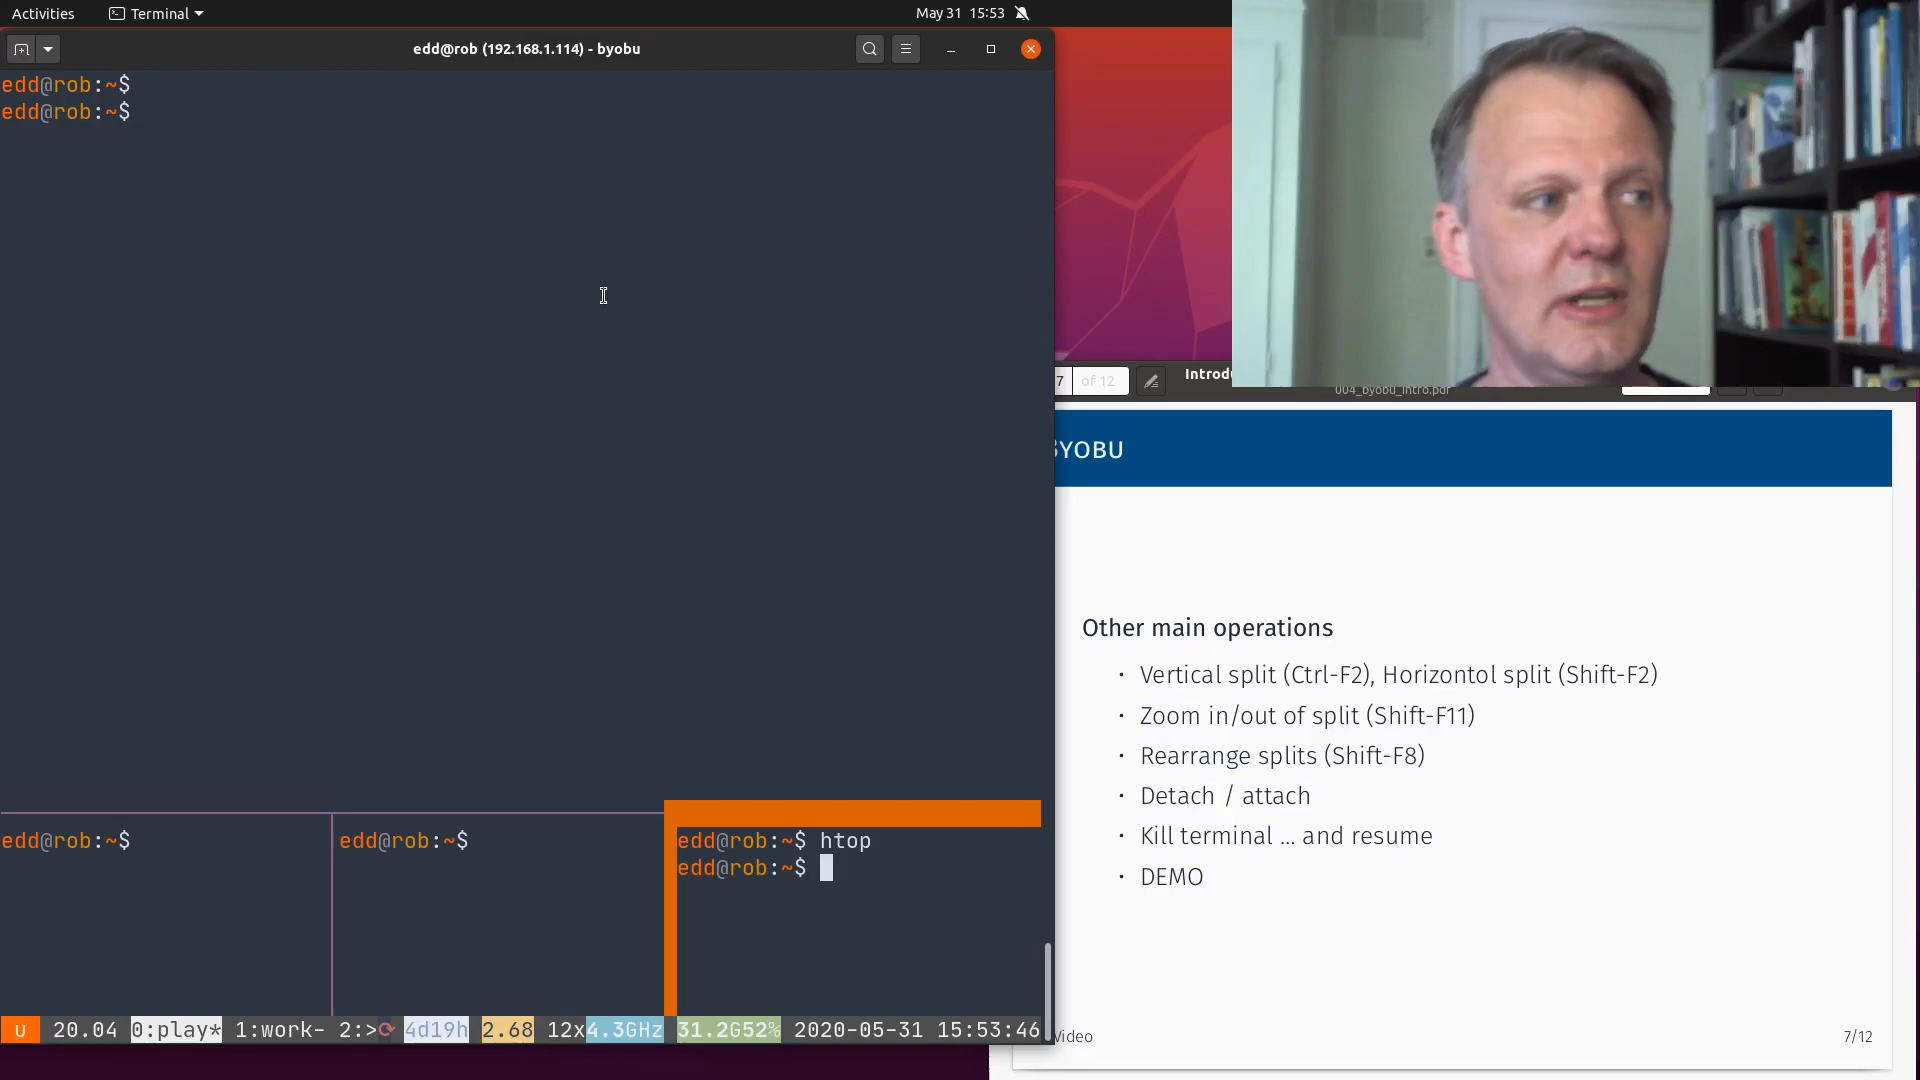 Activities Terminal May 31 15:53
edd@rob (192.168.1.114) - byobu
edd@rob:~$
edd@rob:~$
edd@rob:~$
edd@rob:~$
edd@rob:~$ htop
edd@rob:~$
U 20.04 0:play* 1:work- 2:>⟳ 4d19h 2.68 12x4.3GHz 31.2G52% 2020-05-31 15:53:46
7 of 12
004_byobu_intro.pdf
BYOBU
Other main operations
· Vertical split (Ctrl-F2), Horizontol split (Shift-F2)
· Zoom in/out of split (Shift-F11)
· Rearrange splits (Shift-F8)
· Detach / attach
· Kill terminal ... and resume
· DEMO
Video 7/12